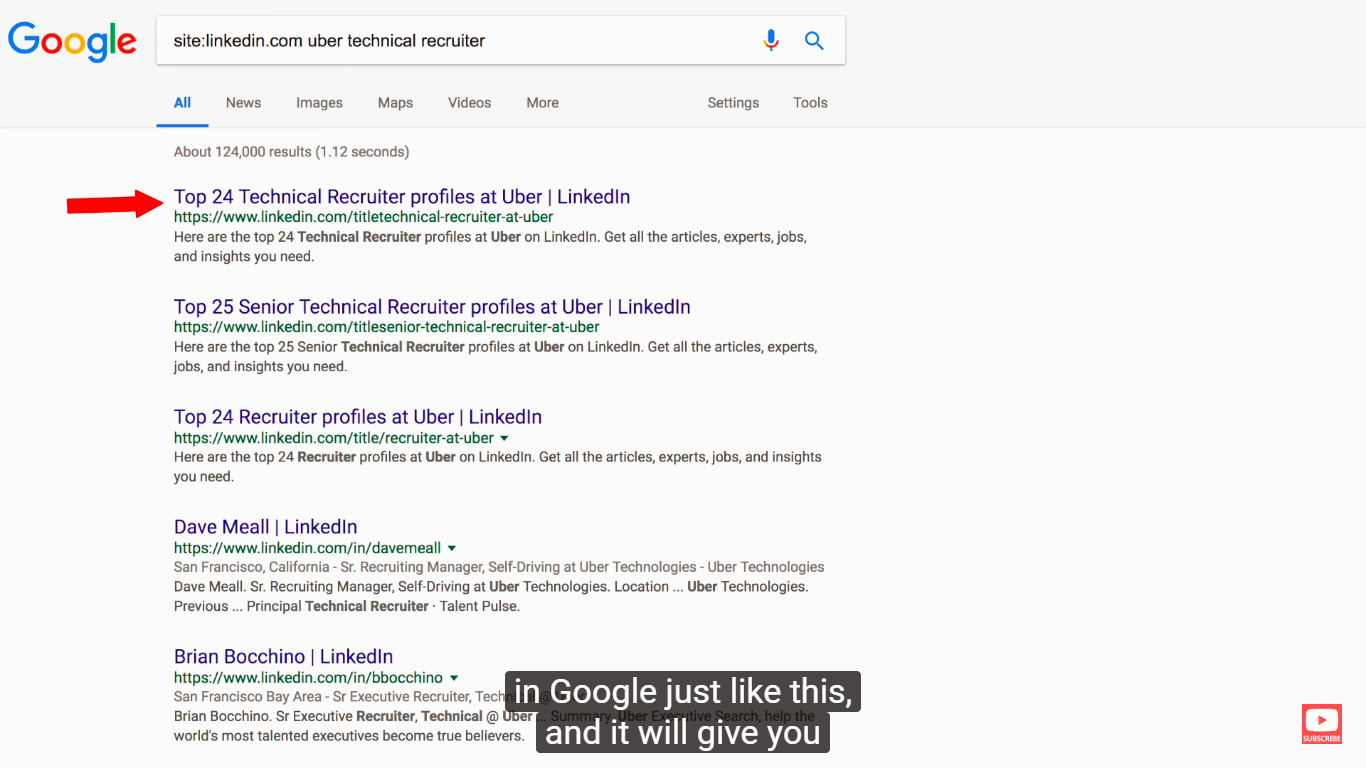 Google
site:linkedin.com uber technical recruiter
All News Images Maps Videos More Settings Tools
About 124,000 results (1.12 seconds)
Top 24 Technical Recruiter profiles at Uber | LinkedIn
https://www.linkedin.com/titletechnical-recruiter-at-uber
Here are the top 24 Technical Recruiter profiles at Uber on LinkedIn. Get all the articles, experts, jobs,
and insights you need.
Top 25 Senior Technical Recruiter profiles at Uber | LinkedIn
https://www.linkedin.com/titlesenior-technical-recruiter-at-uber
Here are the top 25 Senior Technical Recruiter profiles at Uber on LinkedIn. Get all the articles, experts,
jobs, and insights you need.
Top 24 Recruiter profiles at Uber | LinkedIn
https://www.linkedin.com/title/recruiter-at-uber
Here are the top 24 Recruiter profiles at Uber on LinkedIn. Get all the articles, experts, jobs, and insights
you need.
Dave Meall | LinkedIn
https://www.linkedin.com/in/davemeall
San Francisco, California - Sr. Recruiting Manager, Self-Driving at Uber Technologies - Uber Technologies
Dave Meall. Sr. Recruiting Manager, Self-Driving at Uber Technologies. Location ... Uber Technologies.
Previous ... Principal Technical Recruiter · Talent Pulse.
Brian Bocchino | LinkedIn
https://www.linkedin.com/in/bbocchino
San Francisco Bay Area - Sr Executive Recruiter, Technical @
Brian Bocchino. Sr Executive Recruiter, Technical @ Uber ... Summary. Uber Executive Search, help the
world's most talented executives become true believers.
in Google just like this,
and it will give you
SUBSCRIBE